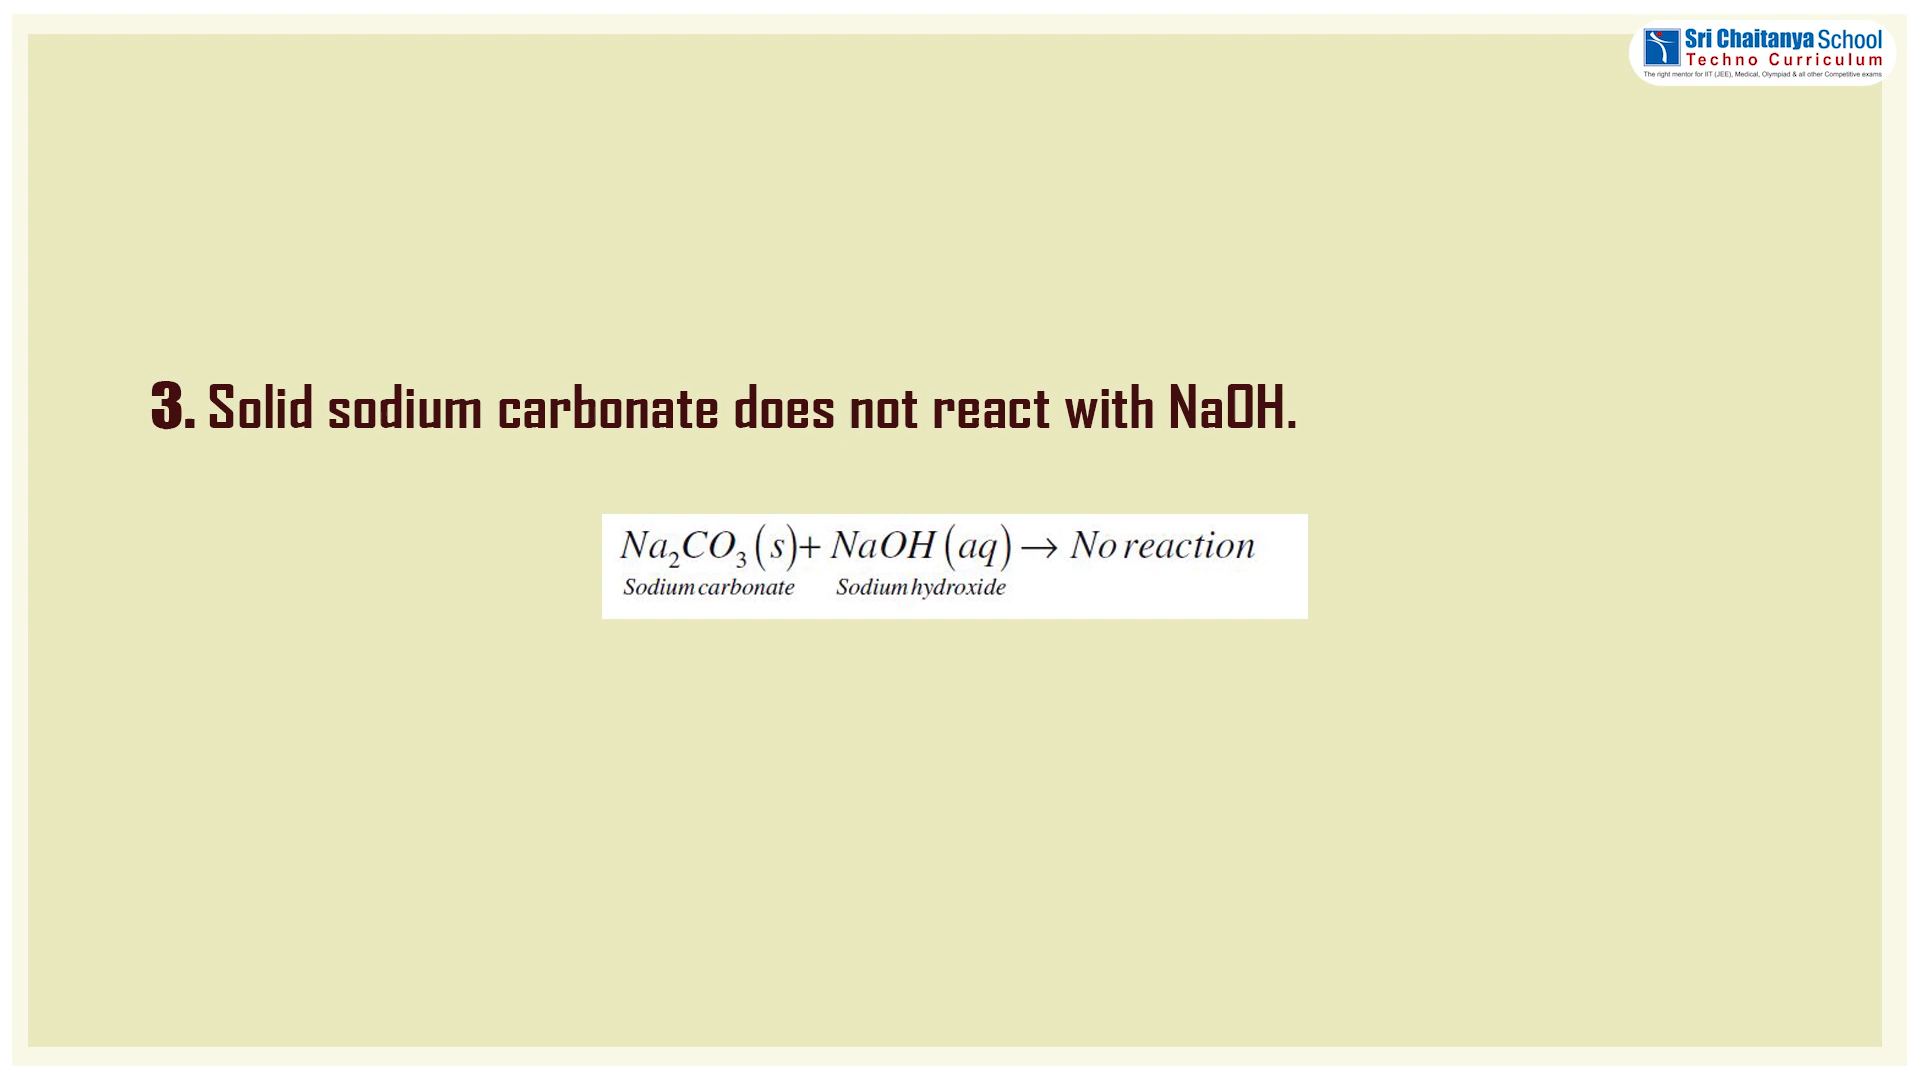 Sri Chaitanya School
Techno Curriculum
The right mentor for IIT (JEE), Medical, Olympiad & all other Competitive exams
3. Solid sodium carbonate does not react with NaOH.
Na₂CO₃(s)+ NaOH(aq)→ No reaction
Sodium carbonate Sodium hydroxide